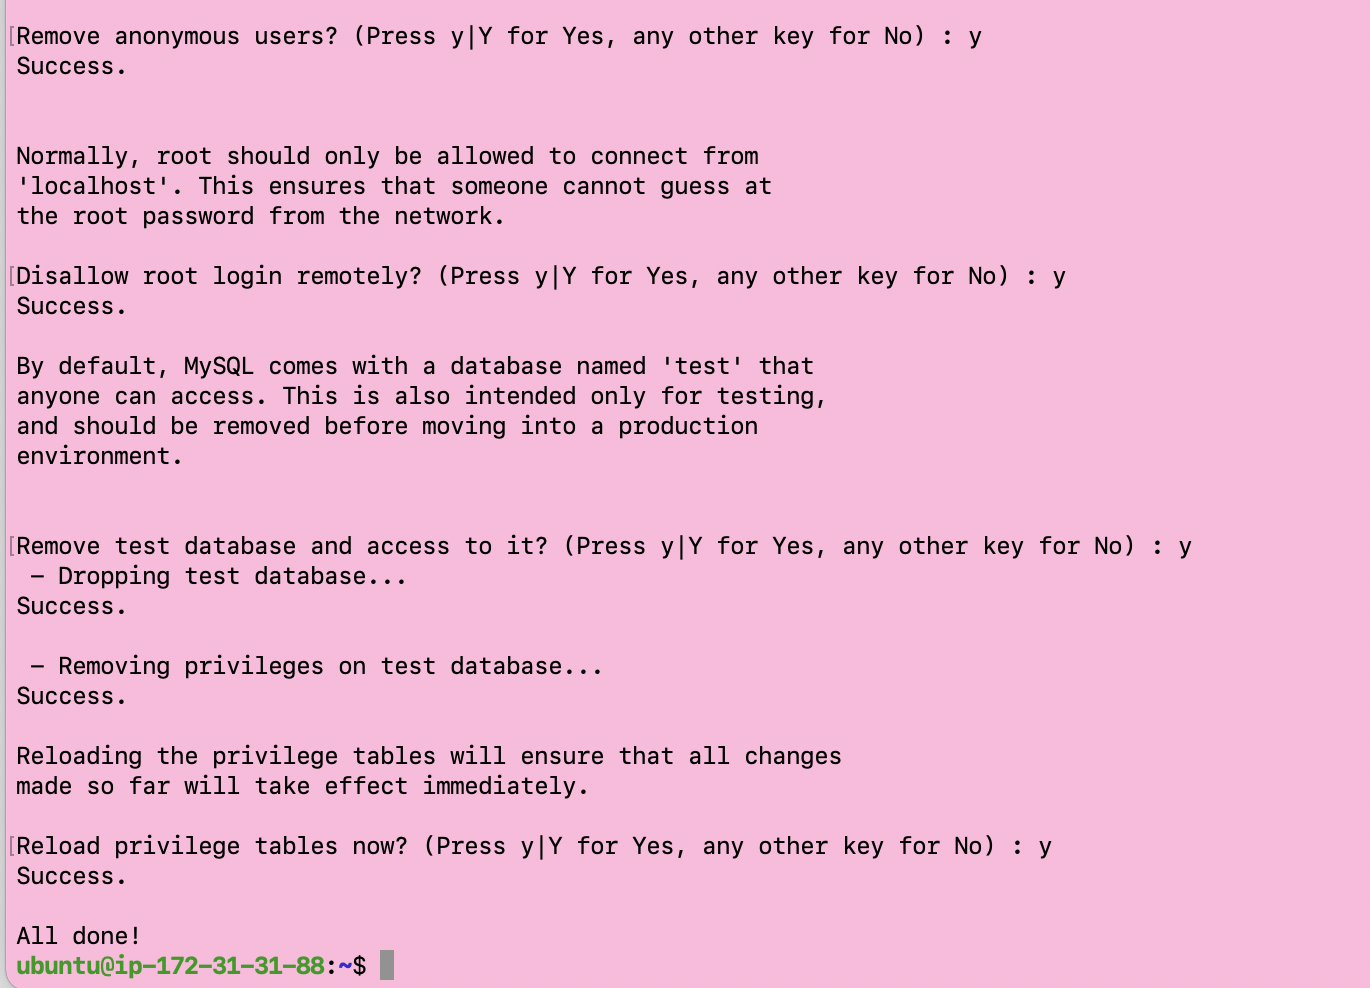 [Remove anonymous users? (Press y|Y for Yes, any other key for No) : y
Success.
Normally, root should only be allowed to connect from
'localhost'. This ensures that someone cannot guess at
the root password from the network.
[Disallow root login remotely? (Press y|Y for Yes, any other key for No) : y
Success.
By default, MySQL comes with a database named 'test' that
anyone can access. This is also intended only for testing,
and should be removed before moving into a production
environment.
[Remove test database and access to it? (Press y|Y for Yes, any other key for No) : y
 - Dropping test database...
Success.
 - Removing privileges on test database...
Success.
Reloading the privilege tables will ensure that all changes
made so far will take effect immediately.
[Reload privilege tables now? (Press y|Y for Yes, any other key for No) : y
Success.
All done!
ubuntu@ip-172-31-31-88:~$